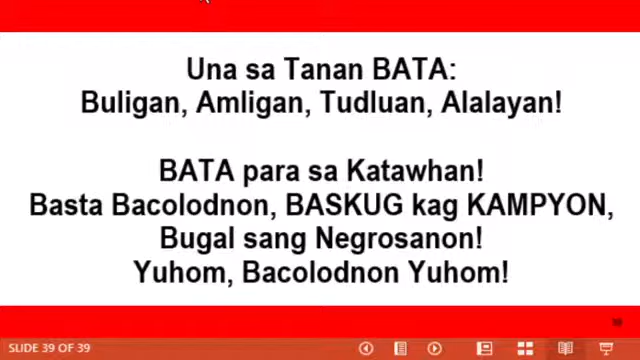 Una sa Tanan BATA:
Buligan, Amligan, Tudluan, Alalayan!
BATA para sa Katawhan!
Basta Bacolodnon, BASKUG kag KAMPYON,
Bugal sang Negrosanon!
Yuhom, Bacolodnon Yuhom!
SLIDE 39 OF 39